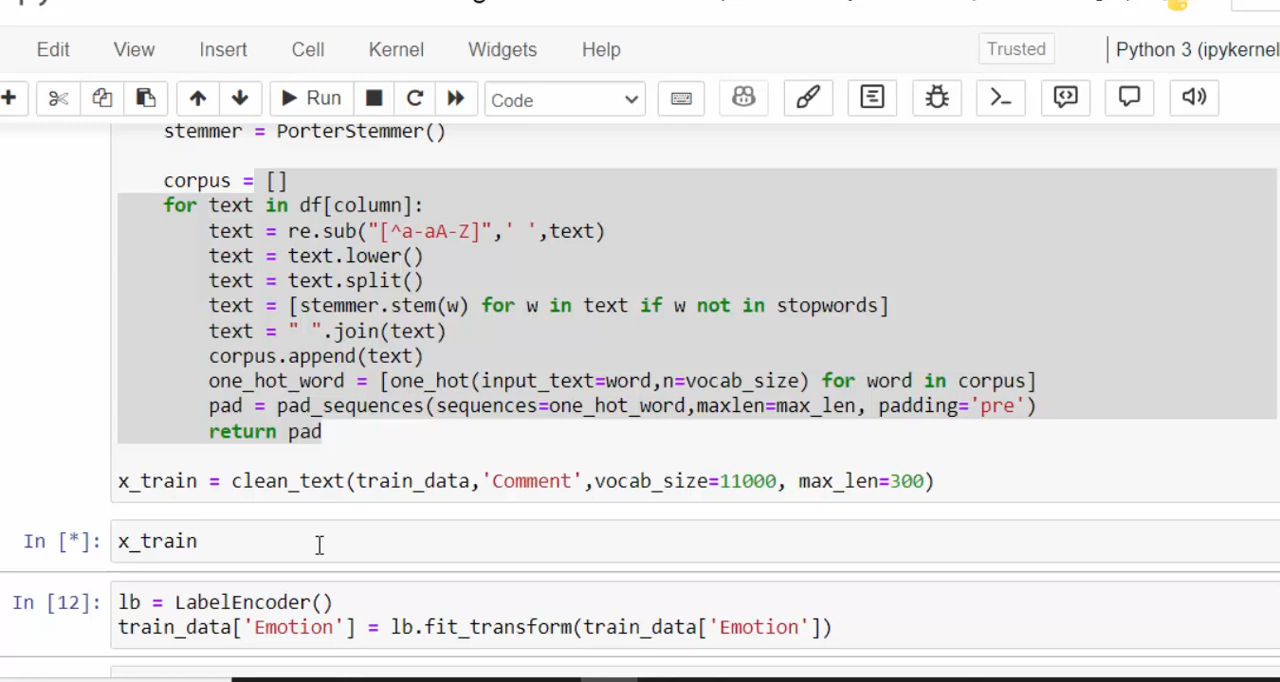 Edit View Insert Cell Kernel Widgets Help Trusted Python 3 (ipykernel
Run Code
stemmer = PorterStemmer()
corpus = []
for text in df[column]:
text = re.sub("[^a-aA-Z]",' ',text)
text = text.lower()
text = text.split()
text = [stemmer.stem(w) for w in text if w not in stopwords]
text = " ".join(text)
corpus.append(text)
one_hot_word = [one_hot(input_text=word,n=vocab_size) for word in corpus]
pad = pad_sequences(sequences=one_hot_word,maxlen=max_len, padding='pre')
return pad
x_train = clean_text(train_data,'Comment',vocab_size=11000, max_len=300)
In [*]: x_train
In [12]: lb = LabelEncoder()
train_data['Emotion'] = lb.fit_transform(train_data['Emotion'])